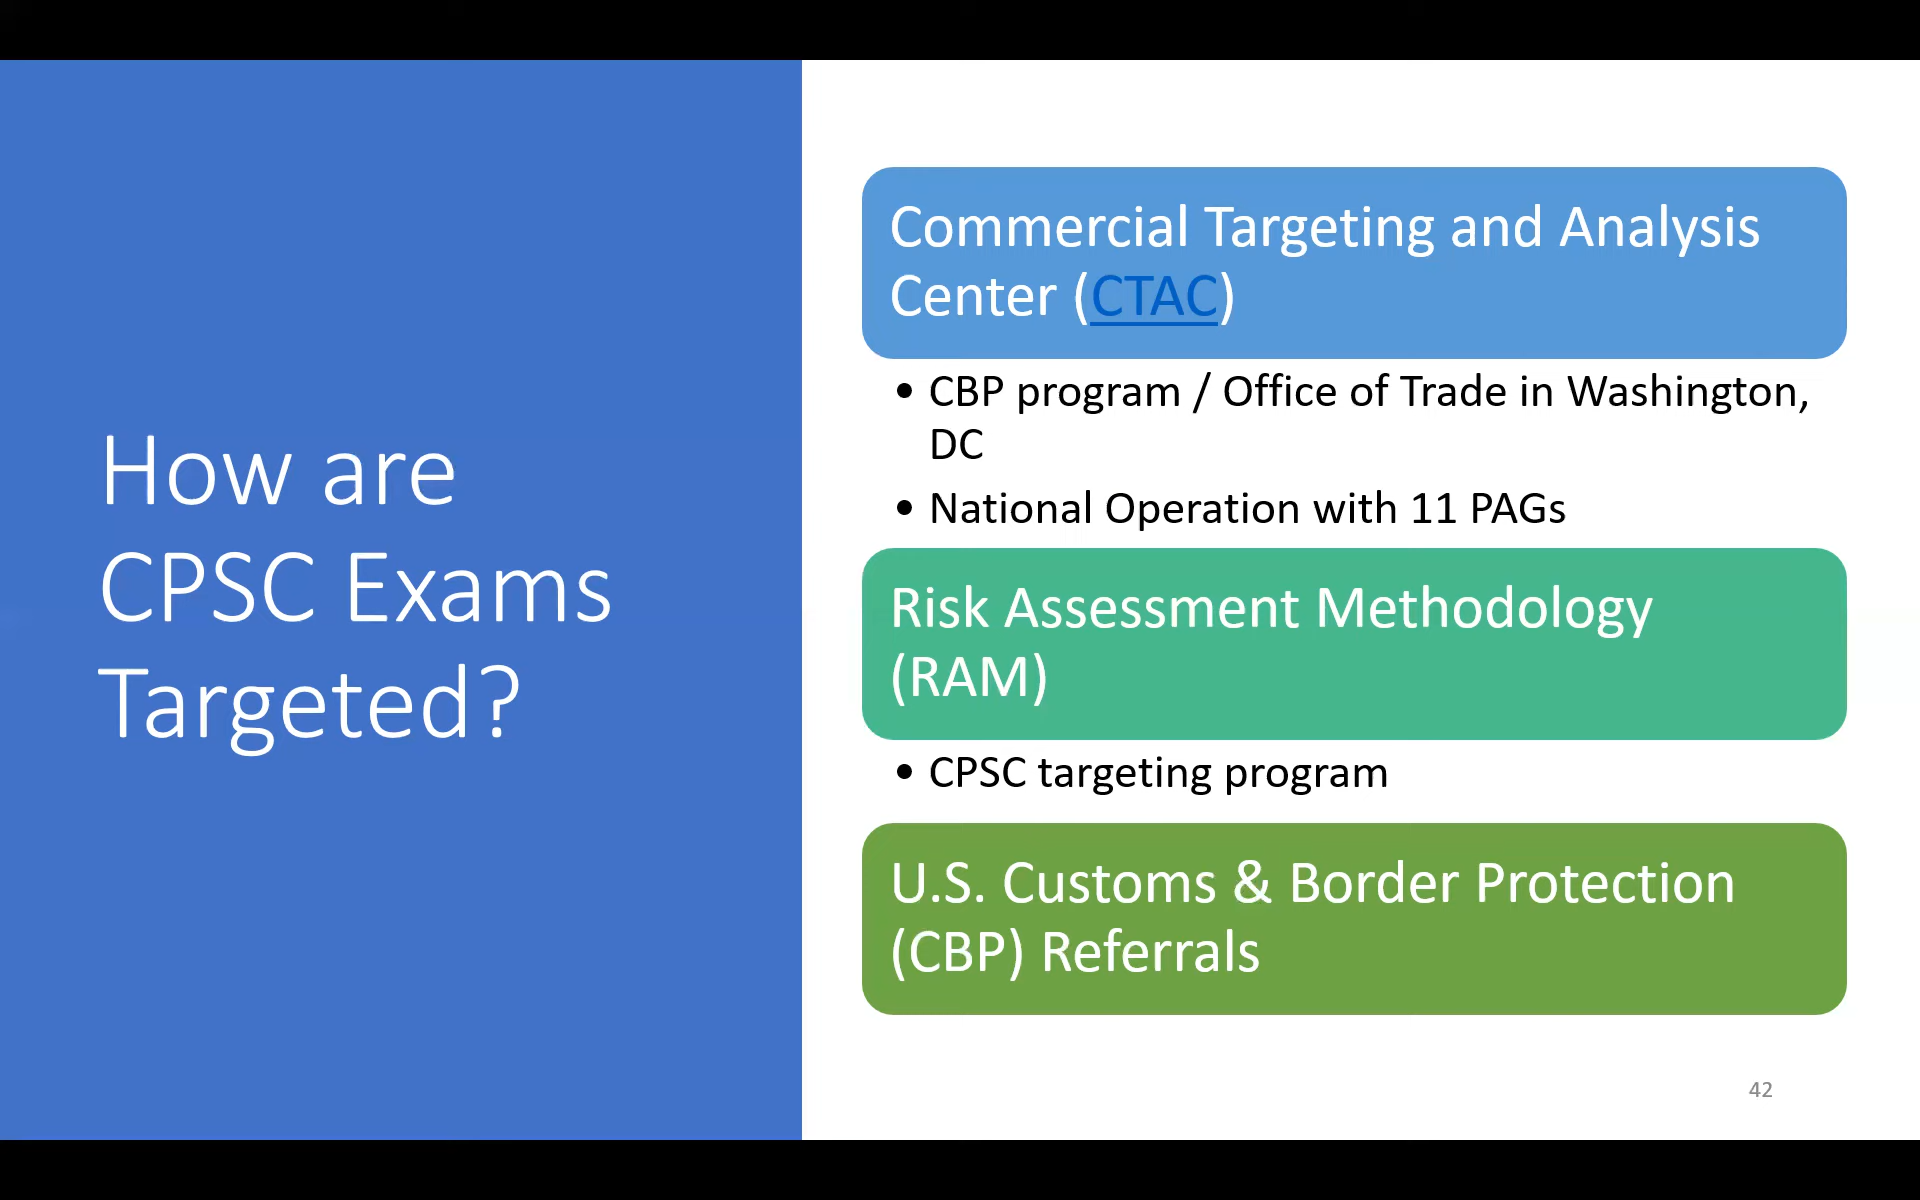 How are
CPSC Exams
Targeted?
Commercial Targeting and Analysis
Center (CTAC)
• CBP program / Office of Trade in Washington,
DC
• National Operation with 11 PAGs
Risk Assessment Methodology
(RAM)
• CPSC targeting program
U.S. Customs & Border Protection
(CBP) Referrals
42